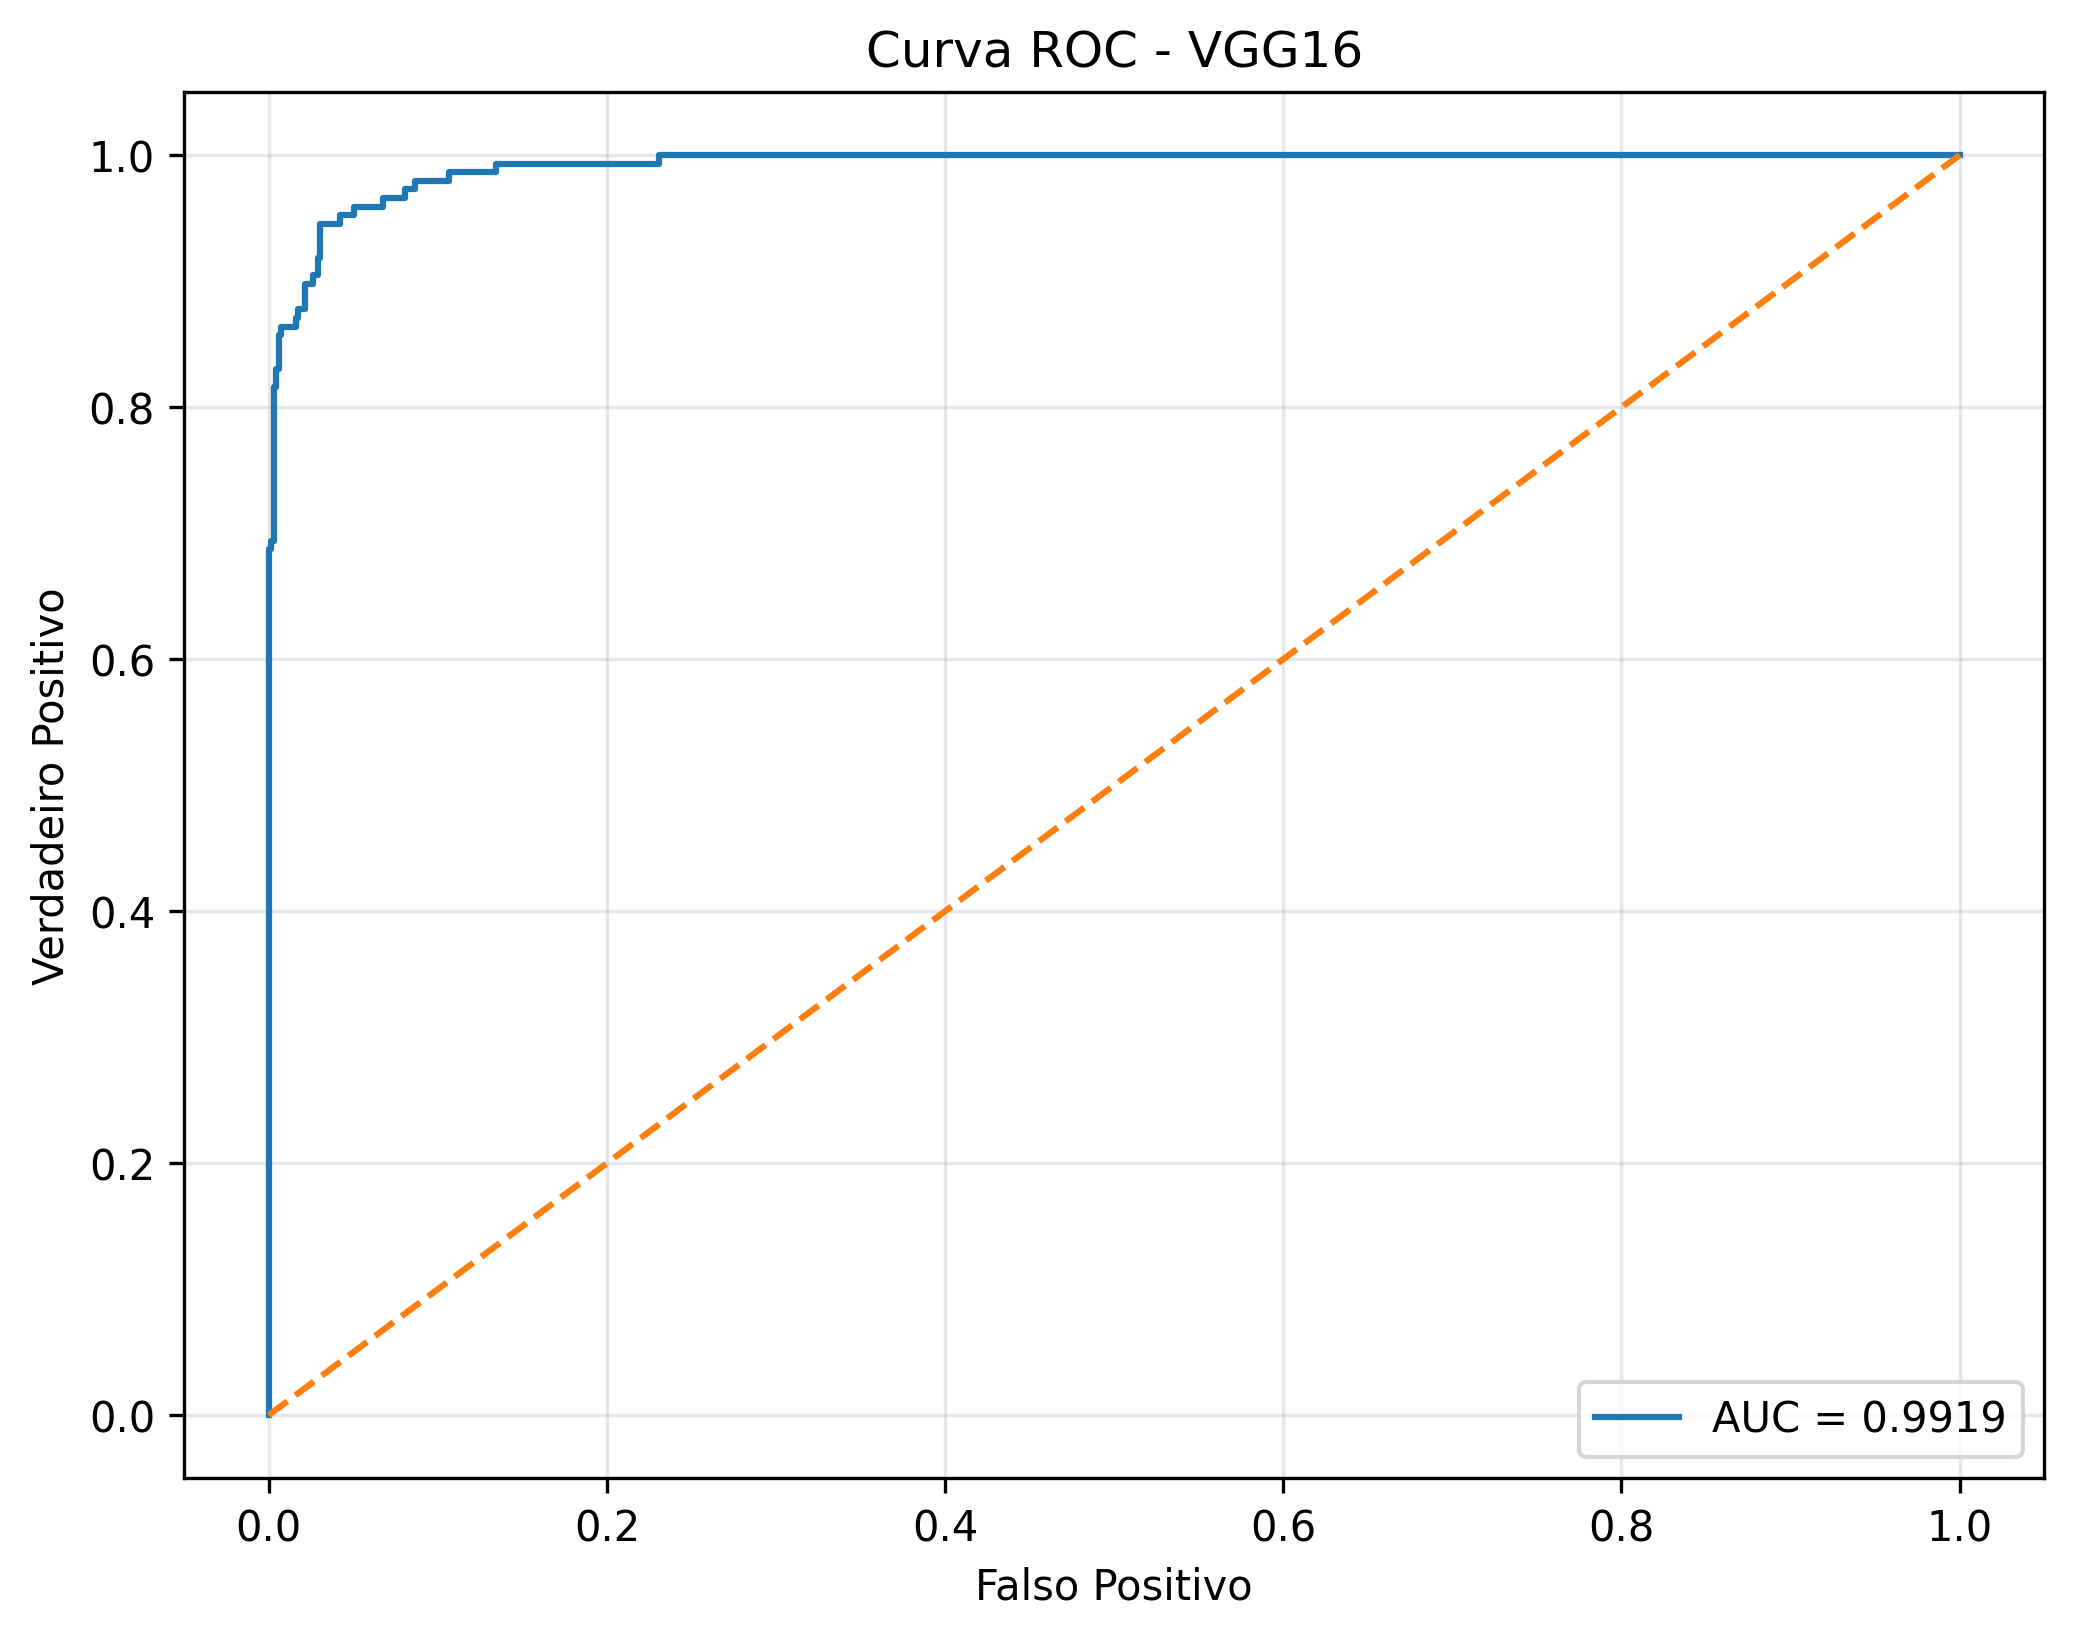 Curva ROC - VGG16
Verdadeiro Positivo
1.0
0.8
0.6
0.4
0.2
0.0
0.0 0.2 0.4 0.6 0.8 1.0
Falso Positivo
AUC = 0.9919